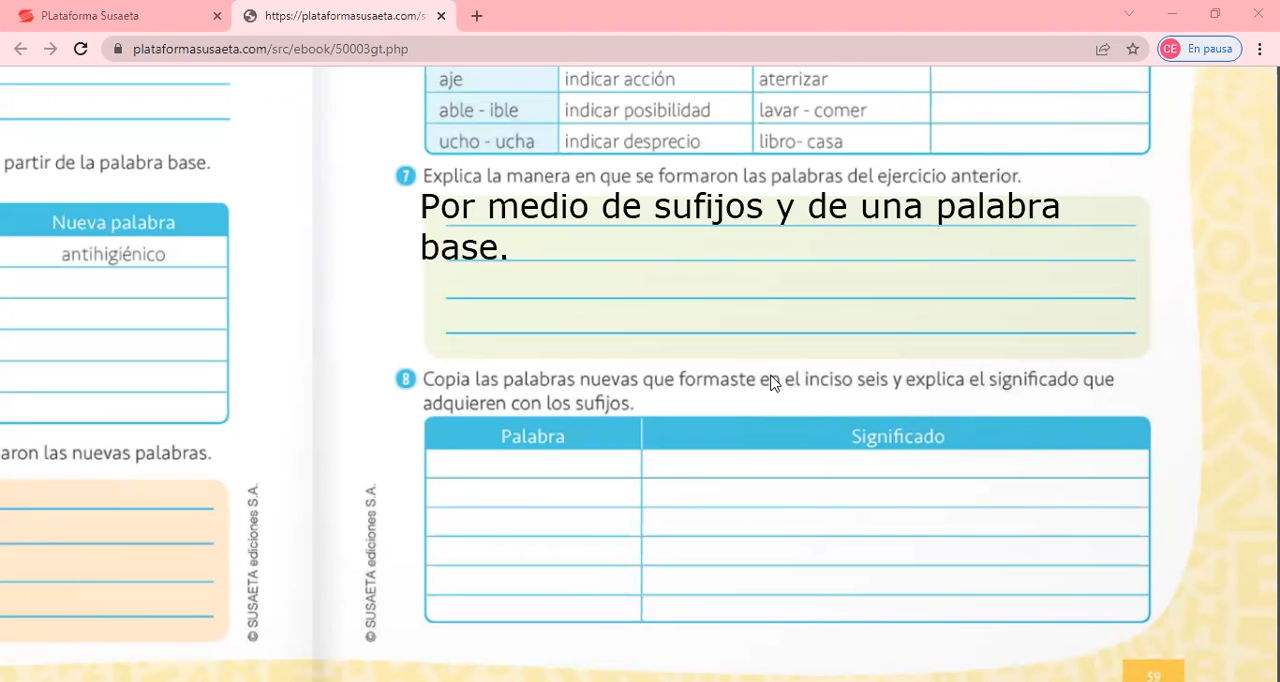 PLataforma Susaeta
https://plataformasusaeta.com/s
plataformasusaeta.com/src/ebook/50003gt.php
CE En pausa
partir de la palabra base.
Nueva palabra
antihigiénico
aron las nuevas palabras.
© SUSAETA ediciones S.A.
© SUSAETA ediciones S.A.
aje indicar acción aterrizar
able - ible indicar posibilidad lavar - comer
ucho - ucha indicar desprecio libro- casa
7 Explica la manera en que se formaron las palabras del ejercicio anterior.
Por medio de sufijos y de una palabra
base.
8 Copia las palabras nuevas que formaste en el inciso seis y explica el significado que
adquieren con los sufijos.
Palabra Significado
59